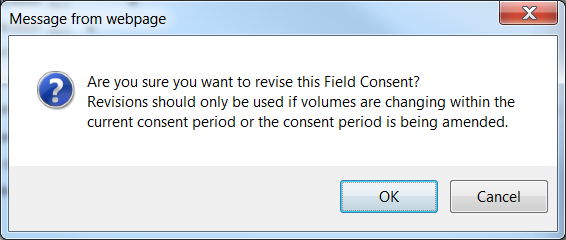 Message from webpage
Are you sure you want to revise this Field Consent?
Revisions should only be used if volumes are changing within the
current consent period or the consent period is being amended.
OK Cancel